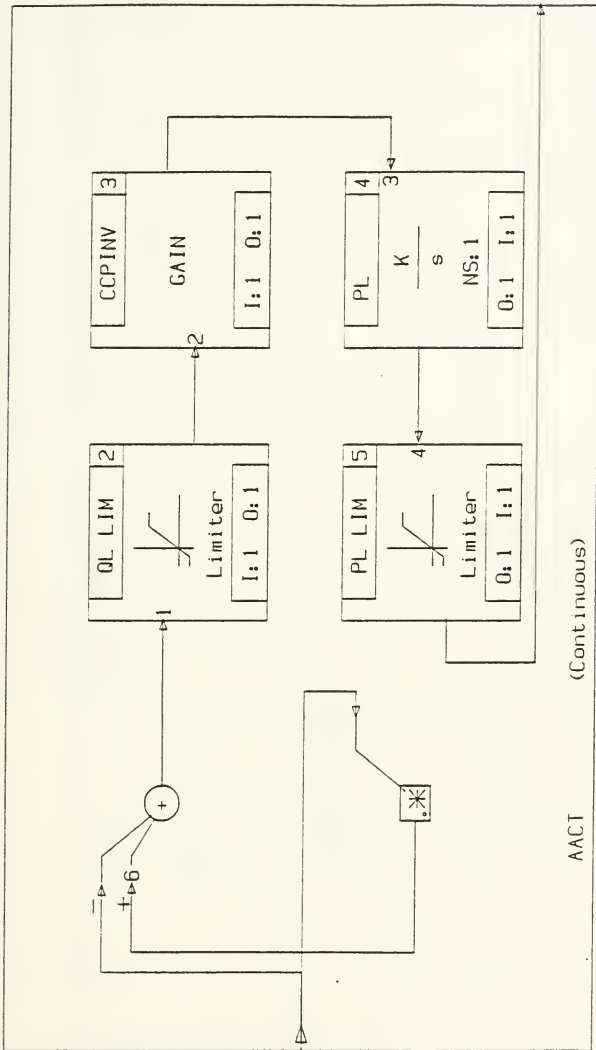 − +
6
+
1
QL LIM 2
Limiter
I: 1 O: 1
2
CCPINV 3
GAIN
I: 1 O: 1
PL LIM 5
4
Limiter
O: 1 I: 1
PL 4
3
K
s
NS: 1
O: 1 I: 1
*
AACT (Continuous)